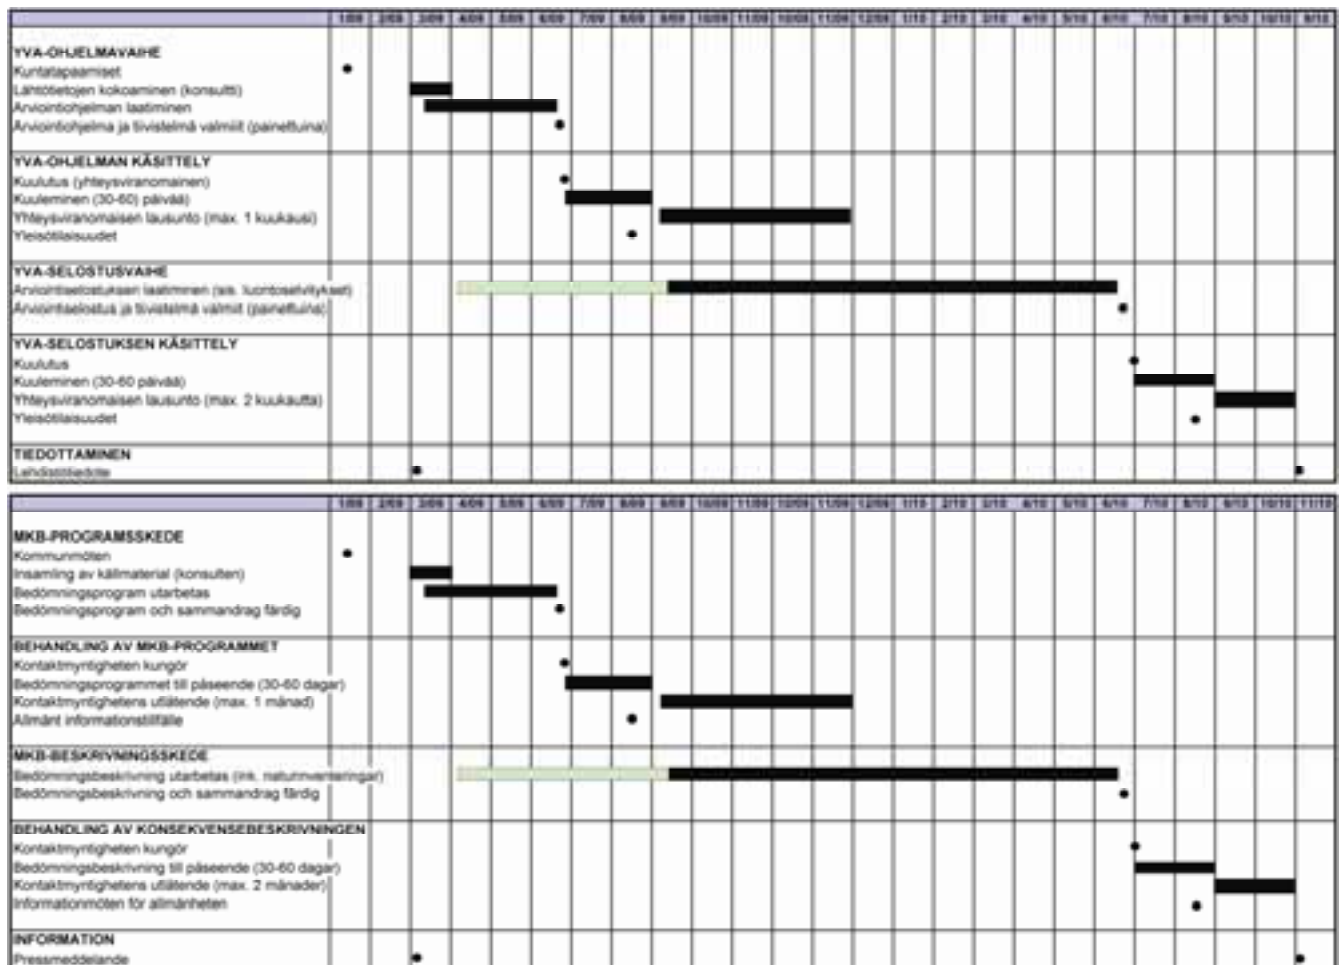 1/09 2/09 3/09 4/09 5/09 6/09 7/09 8/09 9/09 10/09 11/09 10/09 11/09 12/09 1/10 2/10 3/10 4/10 5/10 6/10 7/10 8/10 9/10 10/10
YVA-OHJELMAVAIHE
Kuntatapaamiset
Lähtötietojen kokoaminen (konsultti)
Arviointiohjelman laatiminen
Arviointiohjelma ja tiivistelmä valmiit (painettuina)
YVA-OHJELMAN KÄSITTELY
Kuulutus (yhteysviranomainen)
Kuuleminen (30-60) päivää)
Yhteysviranomaisen lausunto (max. 1 kuukausi)
Yleisötilaisuudet
YVA-SELOSTUSVAIHE
Arviointiselostuksen laatiminen (sis. luontoselvitykset)
Arviointiselostus ja tiivistelmä valmiit (painettuina)
YVA-SELOSTUKSEN KÄSITTELY
Kuulutus
Kuuleminen (30-60 päivää)
Yhteysviranomaisen lausunto (max. 2 kuukautta)
Yleisötilaisuudet
TIEDOTTAMINEN
Lehdistötiedote
1/09 2/09 3/09 4/09 5/09 6/09 7/09 8/09 9/09 10/09 11/09 10/09 11/09 12/09 1/10 2/10 3/10 4/10 5/10 6/10 7/10 8/10 9/10 10/10 11/10
MKB-PROGRAMSSKEDE
Kommunmöten
Insamling av källmaterial (konsulten)
Bedömningsprogram utarbetas
Bedömningsprogram och sammandrag färdig
BEHANDLING AV MKB-PROGRAMMET
Kontaktmyntigheten kungör
Bedömningsprogrammet till påseende (30-60 dagar)
Kontaktmyntighetens utlåtende (max. 1 månad)
Allmänt informationstillfälle
MKB-BESKRIVNINGSSKEDE
Bedömningsbeskrivning utarbetas (ink. naturinventeringar)
Bedömningsbeskrivning och sammandrag färdig
BEHANDLING AV KONSEKVENSEBESKRIVNINGEN
Kontaktmyntigheten kungör
Bedömningsbeskrivning till påseende (30-60 dagar)
Kontaktmyntighetens utlåtende (max. 2 månader)
Informationmöten för allmänheten
INFORMATION
Pressmeddelande